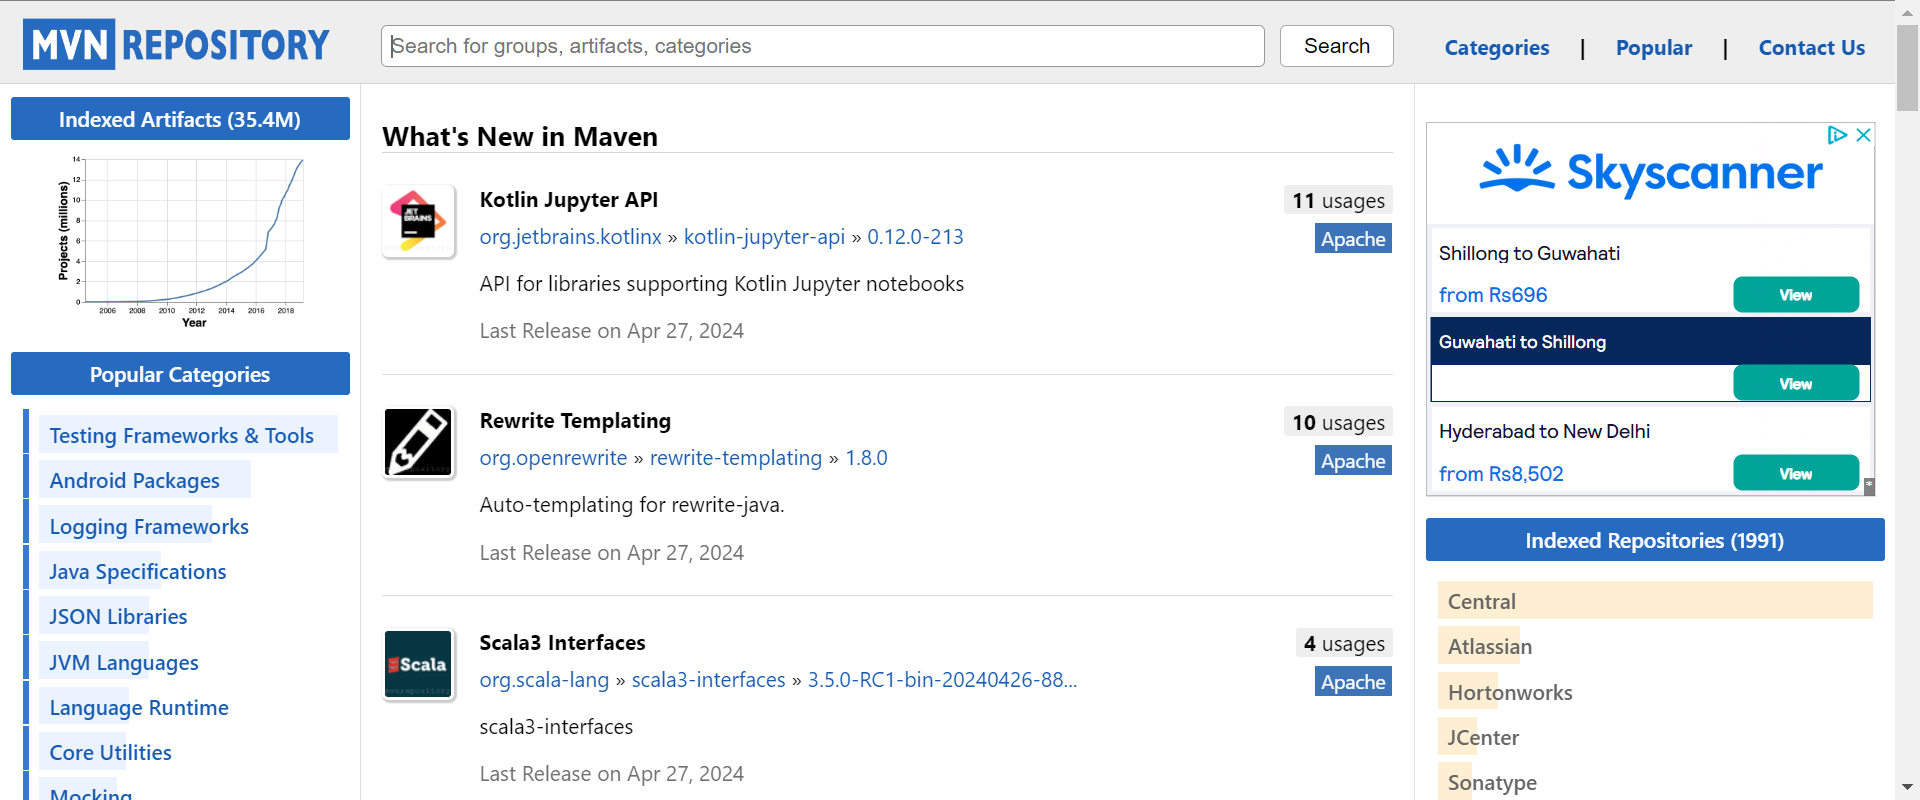 MVN REPOSITORY
Search for groups, artifacts, categories
Search
Categories | Popular | Contact Us
Indexed Artifacts (35.4M)
Projects (millions)
14
12
10
8
6
4
2
0
2006 2008 2010 2012 2014 2016 2018
Year
Popular Categories
Testing Frameworks & Tools
Android Packages
Logging Frameworks
Java Specifications
JSON Libraries
JVM Languages
Language Runtime
Core Utilities
Mocking
What's New in Maven
JET BRAINS
Kotlin Jupyter API
11 usages
org.jetbrains.kotlinx » kotlin-jupyter-api » 0.12.0-213
Apache
API for libraries supporting Kotlin Jupyter notebooks
Last Release on Apr 27, 2024
Rewrite Templating
10 usages
org.openrewrite » rewrite-templating » 1.8.0
Apache
Auto-templating for rewrite-java.
Last Release on Apr 27, 2024
Scala
Scala3 Interfaces
4 usages
org.scala-lang » scala3-interfaces » 3.5.0-RC1-bin-20240426-88...
Apache
scala3-interfaces
Last Release on Apr 27, 2024
Skyscanner
Shillong to Guwahati
from Rs696
View
Guwahati to Shillong
View
Hyderabad to New Delhi
from Rs8,502
View
*
Indexed Repositories (1991)
Central
Atlassian
Hortonworks
JCenter
Sonatype